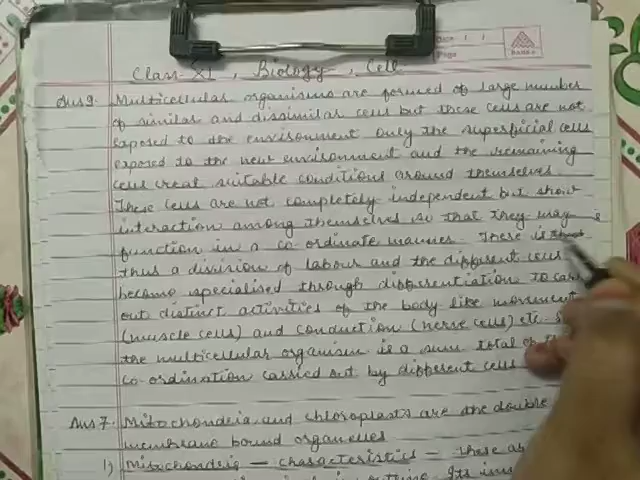 Date / /
Page
Class-XI, Biology, Cell
Ans 9. Multicellular organisms are formed of large number
of similar and dissimilar cells but these cells are not
exposed to the environment only the superficial cells
exposed to the new environment and the remaining
cells creat suitable conditions around themselves.
These cells are not completely independent but show
interaction among themselves so that they may
function in a co-ordinate manner. There is
thus a division of labour and the different cells
become specialised through differentiation to carr
out distinct activities of the body like movement
(muscle cells) and conduction (nerve cells) etc.
the multicellular organism is a sum total of
co-ordination carried out by different cells
Ans 7. Mitochondria and chloroplasts are the double
membrane bound organelles
1) Mitochondria - characteristics - These
Its